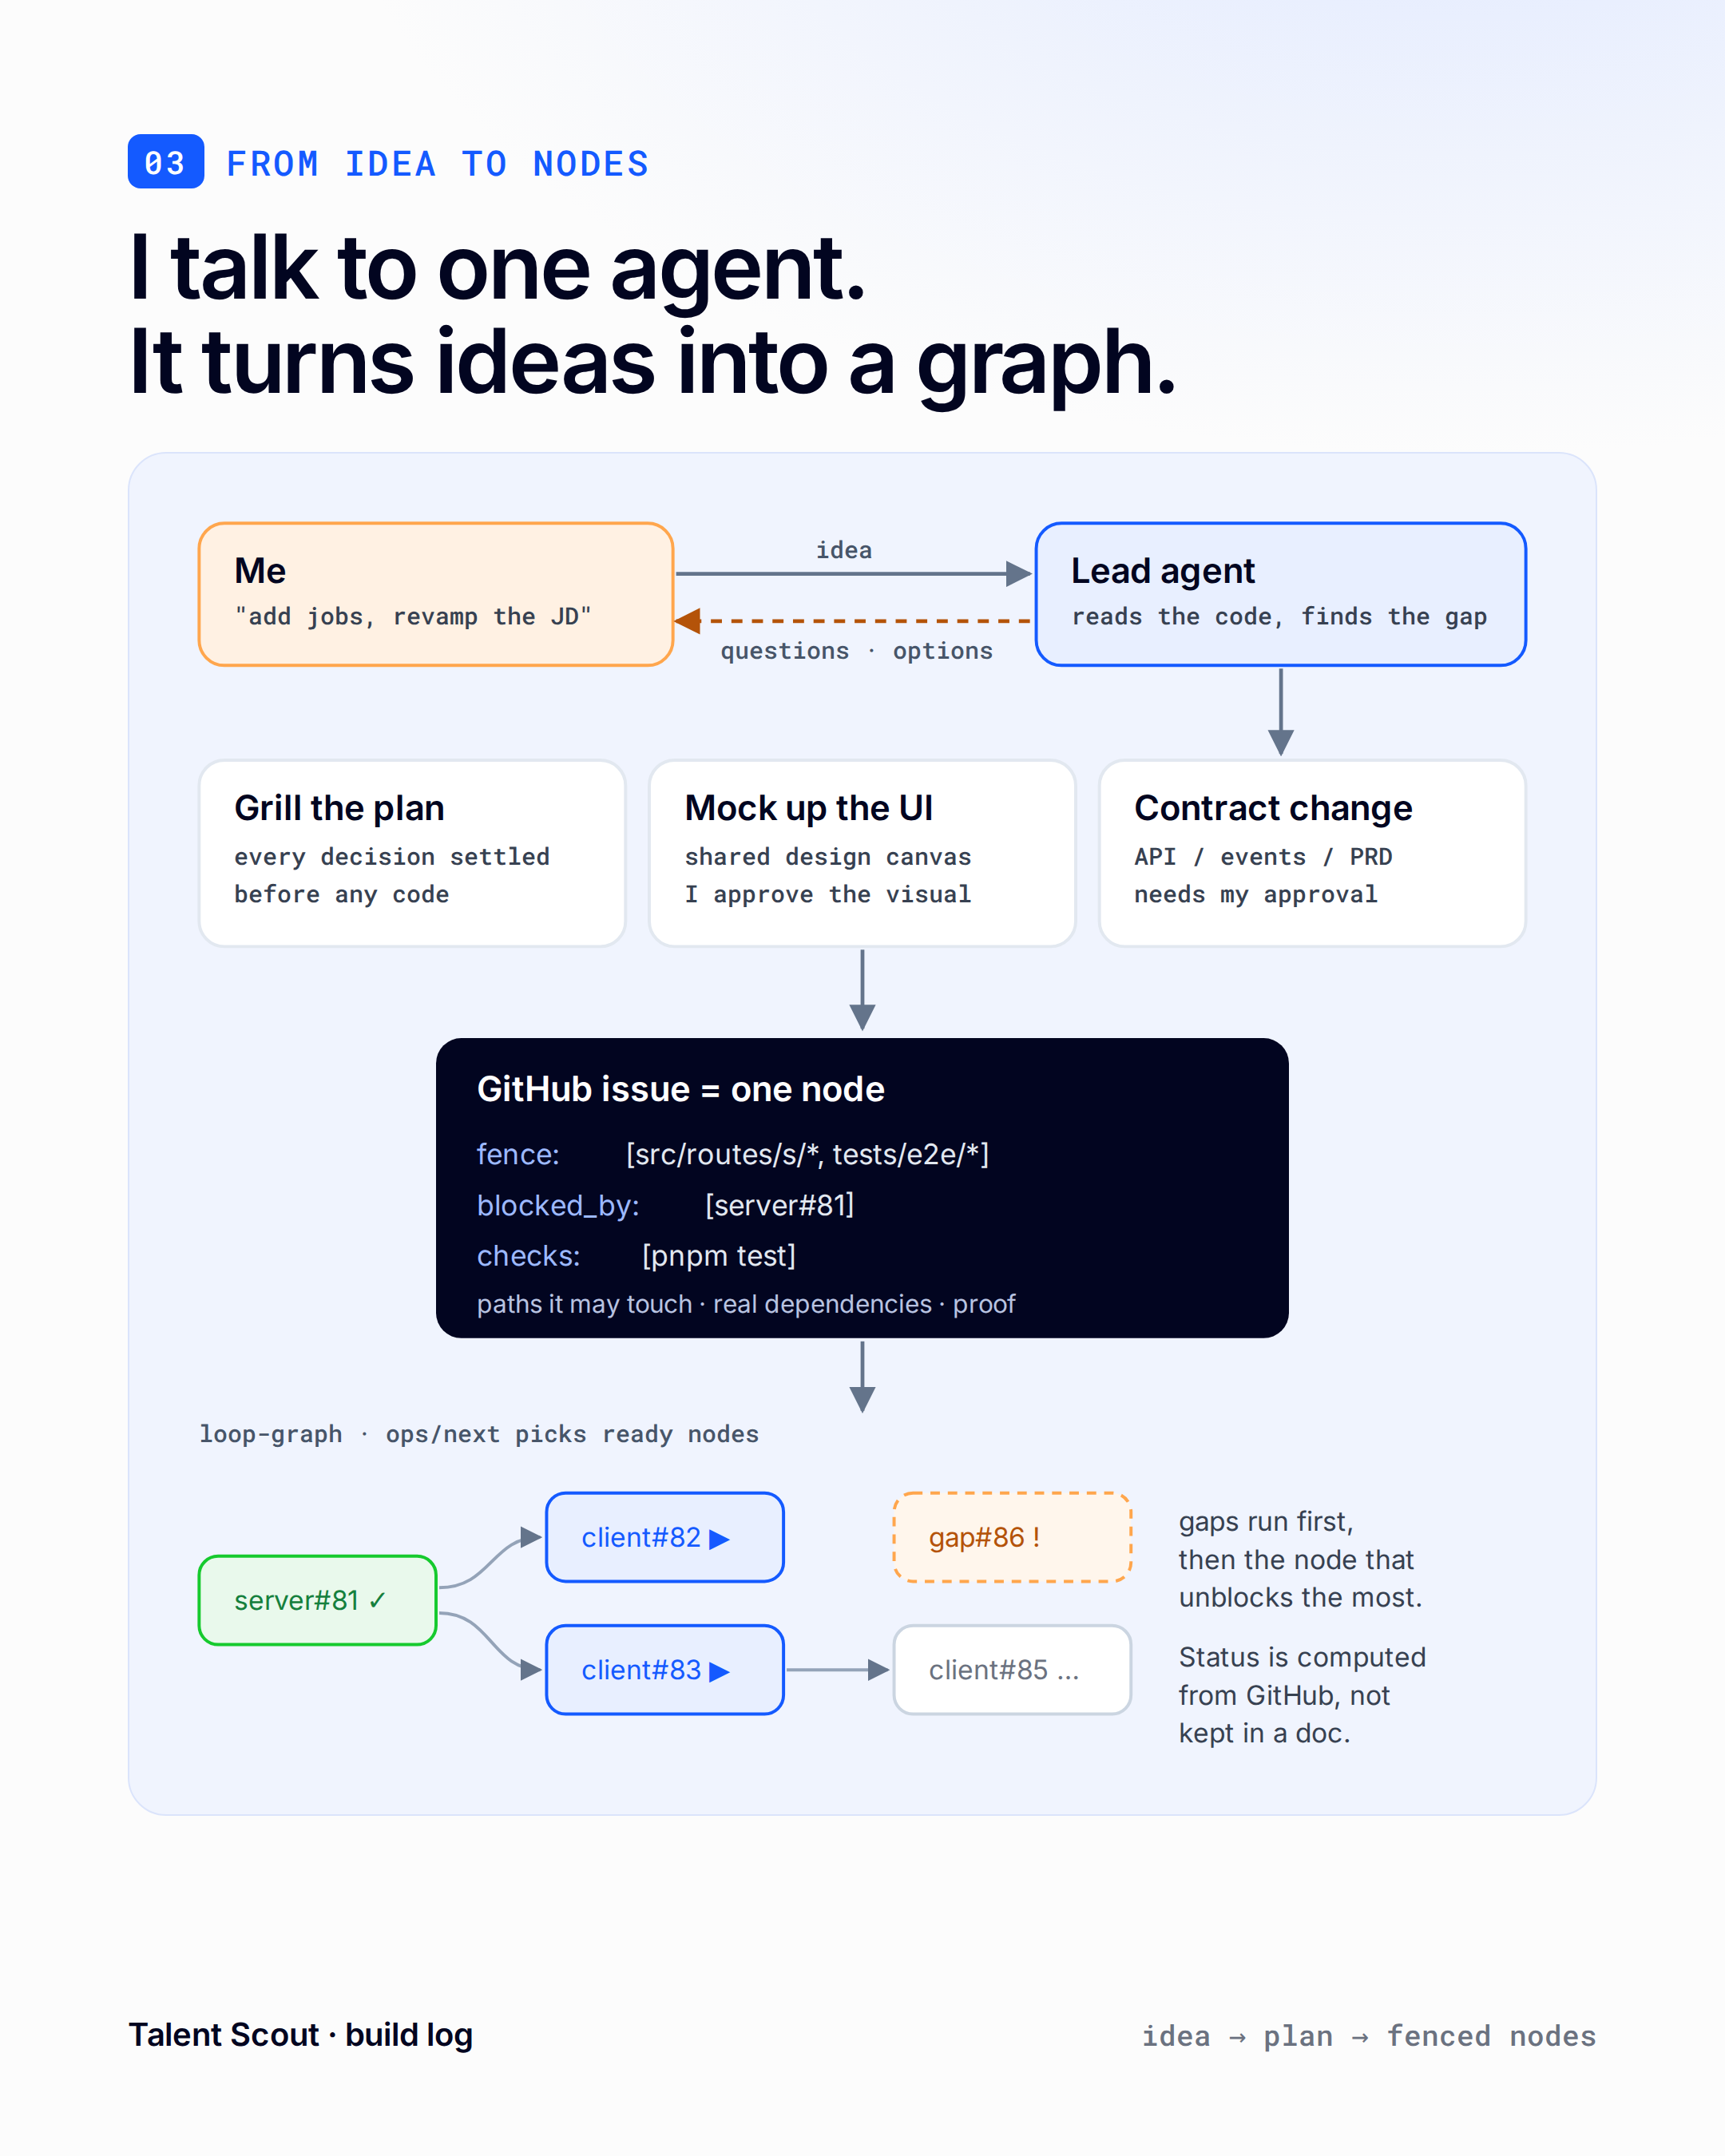 03 FROM IDEA TO NODES
I talk to one agent.
It turns ideas into a graph.
Me
"add jobs, revamp the JD"
idea
questions · options
Lead agent
reads the code, finds the gap
Grill the plan
every decision settled
before any code
Mock up the UI
shared design canvas
I approve the visual
Contract change
API / events / PRD
needs my approval
GitHub issue = one node
fence: [src/routes/s/*, tests/e2e/*]
blocked_by: [server#81]
checks: [pnpm test]
paths it may touch · real dependencies · proof
loop-graph · ops/next picks ready nodes
server#81 ✓
client#82 ▶
client#83 ▶
gap#86 !
client#85 ...
gaps run first,
then the node that
unblocks the most.
Status is computed
from GitHub, not
kept in a doc.
Talent Scout · build log
idea → plan → fenced nodes